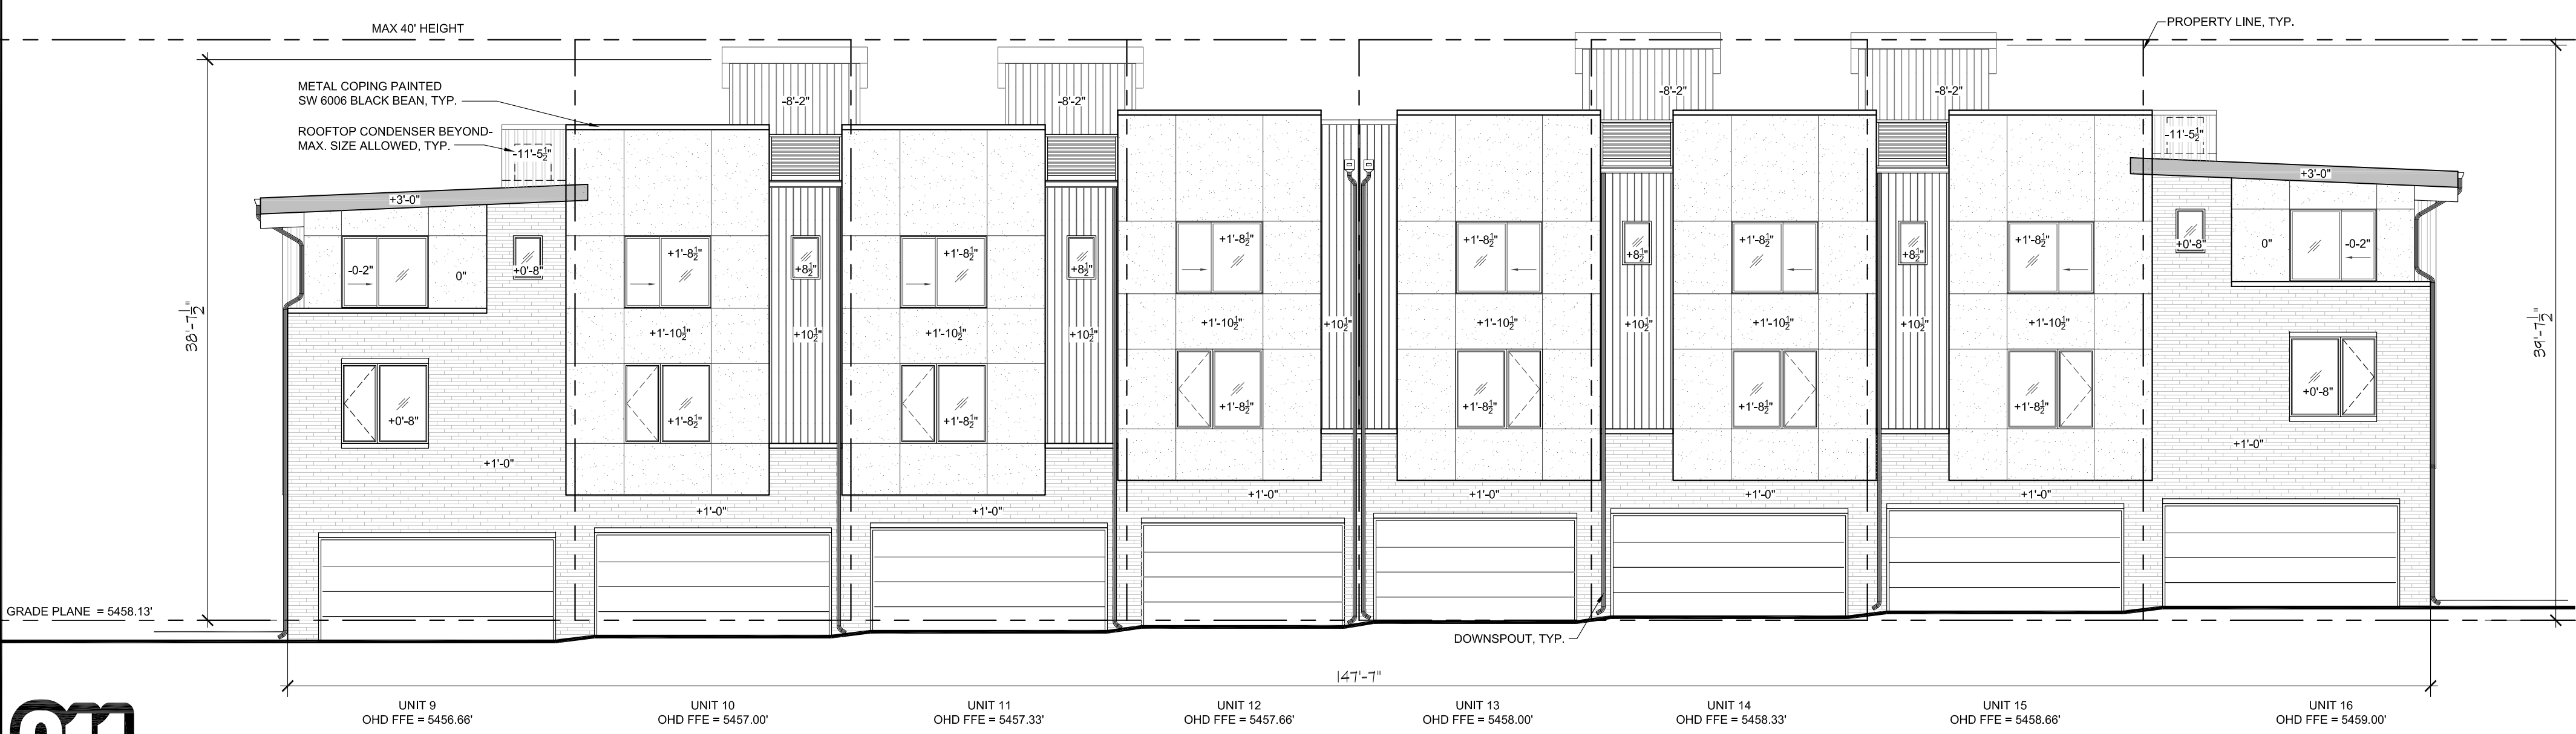 MAX 40' HEIGHT
PROPERTY LINE, TYP.
METAL COPING PAINTED
SW 6006 BLACK BEAN, TYP.
-8'-2"
-8'-2"
-8'-2"
-8'-2"
ROOFTOP CONDENSER BEYOND-
MAX. SIZE ALLOWED, TYP.
-11'-5½"
-11'-5½"
+3'-0"
+3'-0"
+1'-8½"
+1'-8½"
+1'-8½"
+1'-8½"
+1'-8½"
+1'-8½"
-0-2"
0"
+0'-8"
+8½"
+8½"
+8½"
+8½"
+0'-8"
0"
-0-2"
38'-7½"
39'-7½"
+1'-10½"
+10½"
+1'-10½"
+10½"
+1'-10½"
+10½"
+1'-10½"
+10½"
+1'-10½"
+10½"
+1'-10½"
+0'-8"
+1'-8½"
+1'-8½"
+1'-8½"
+1'-8½"
+1'-8½"
+1'-8½"
+0'-8"
+1'-0"
+1'-0"
+1'-0"
+1'-0"
+1'-0"
+1'-0"
+1'-0"
+1'-0"
GRADE PLANE = 5458.13'
DOWNSPOUT, TYP.
147'-7"
UNIT 9
OHD FFE = 5456.66'
UNIT 10
OHD FFE = 5457.00'
UNIT 11
OHD FFE = 5457.33'
UNIT 12
OHD FFE = 5457.66'
UNIT 13
OHD FFE = 5458.00'
UNIT 14
OHD FFE = 5458.33'
UNIT 15
OHD FFE = 5458.66'
UNIT 16
OHD FFE = 5459.00'